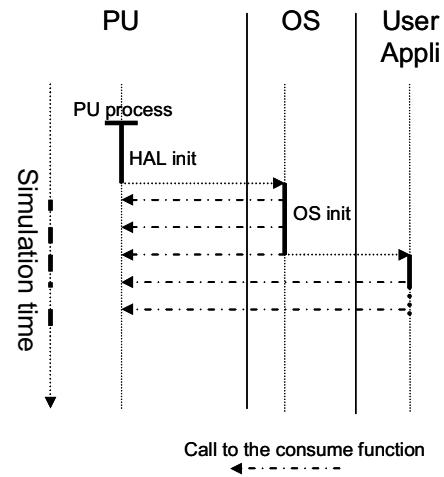 PU
OS
User
Appli
PU process
HAL init
OS init
Simulation time
Call to the consume function